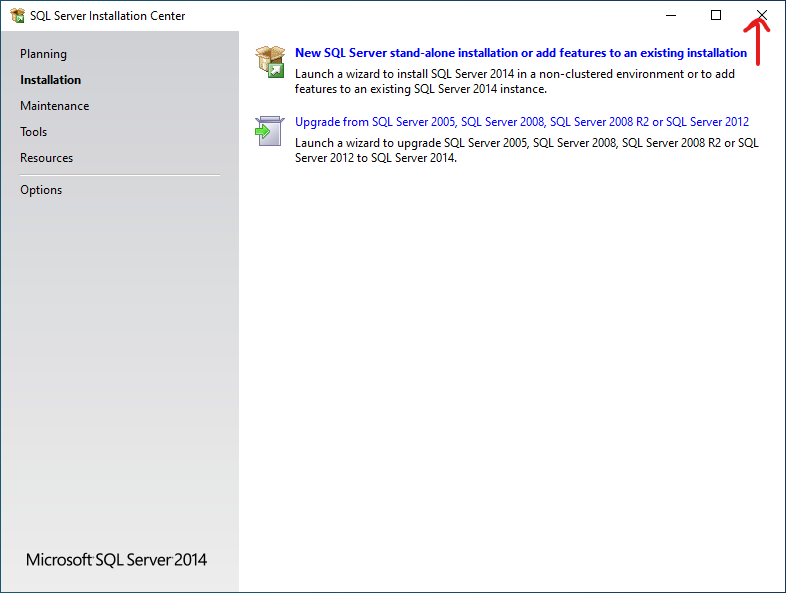 SQL Server Installation Center
Planning
Installation
Maintenance
Tools
Resources
Options
New SQL Server stand-alone installation or add features to an existing installation
Launch a wizard to install SQL Server 2014 in a non-clustered environment or to add
features to an existing SQL Server 2014 instance.
Upgrade from SQL Server 2005, SQL Server 2008, SQL Server 2008 R2 or SQL Server 2012
Launch a wizard to upgrade SQL Server 2005, SQL Server 2008, SQL Server 2008 R2 or SQL
Server 2012 to SQL Server 2014.
Microsoft SQL Server 2014